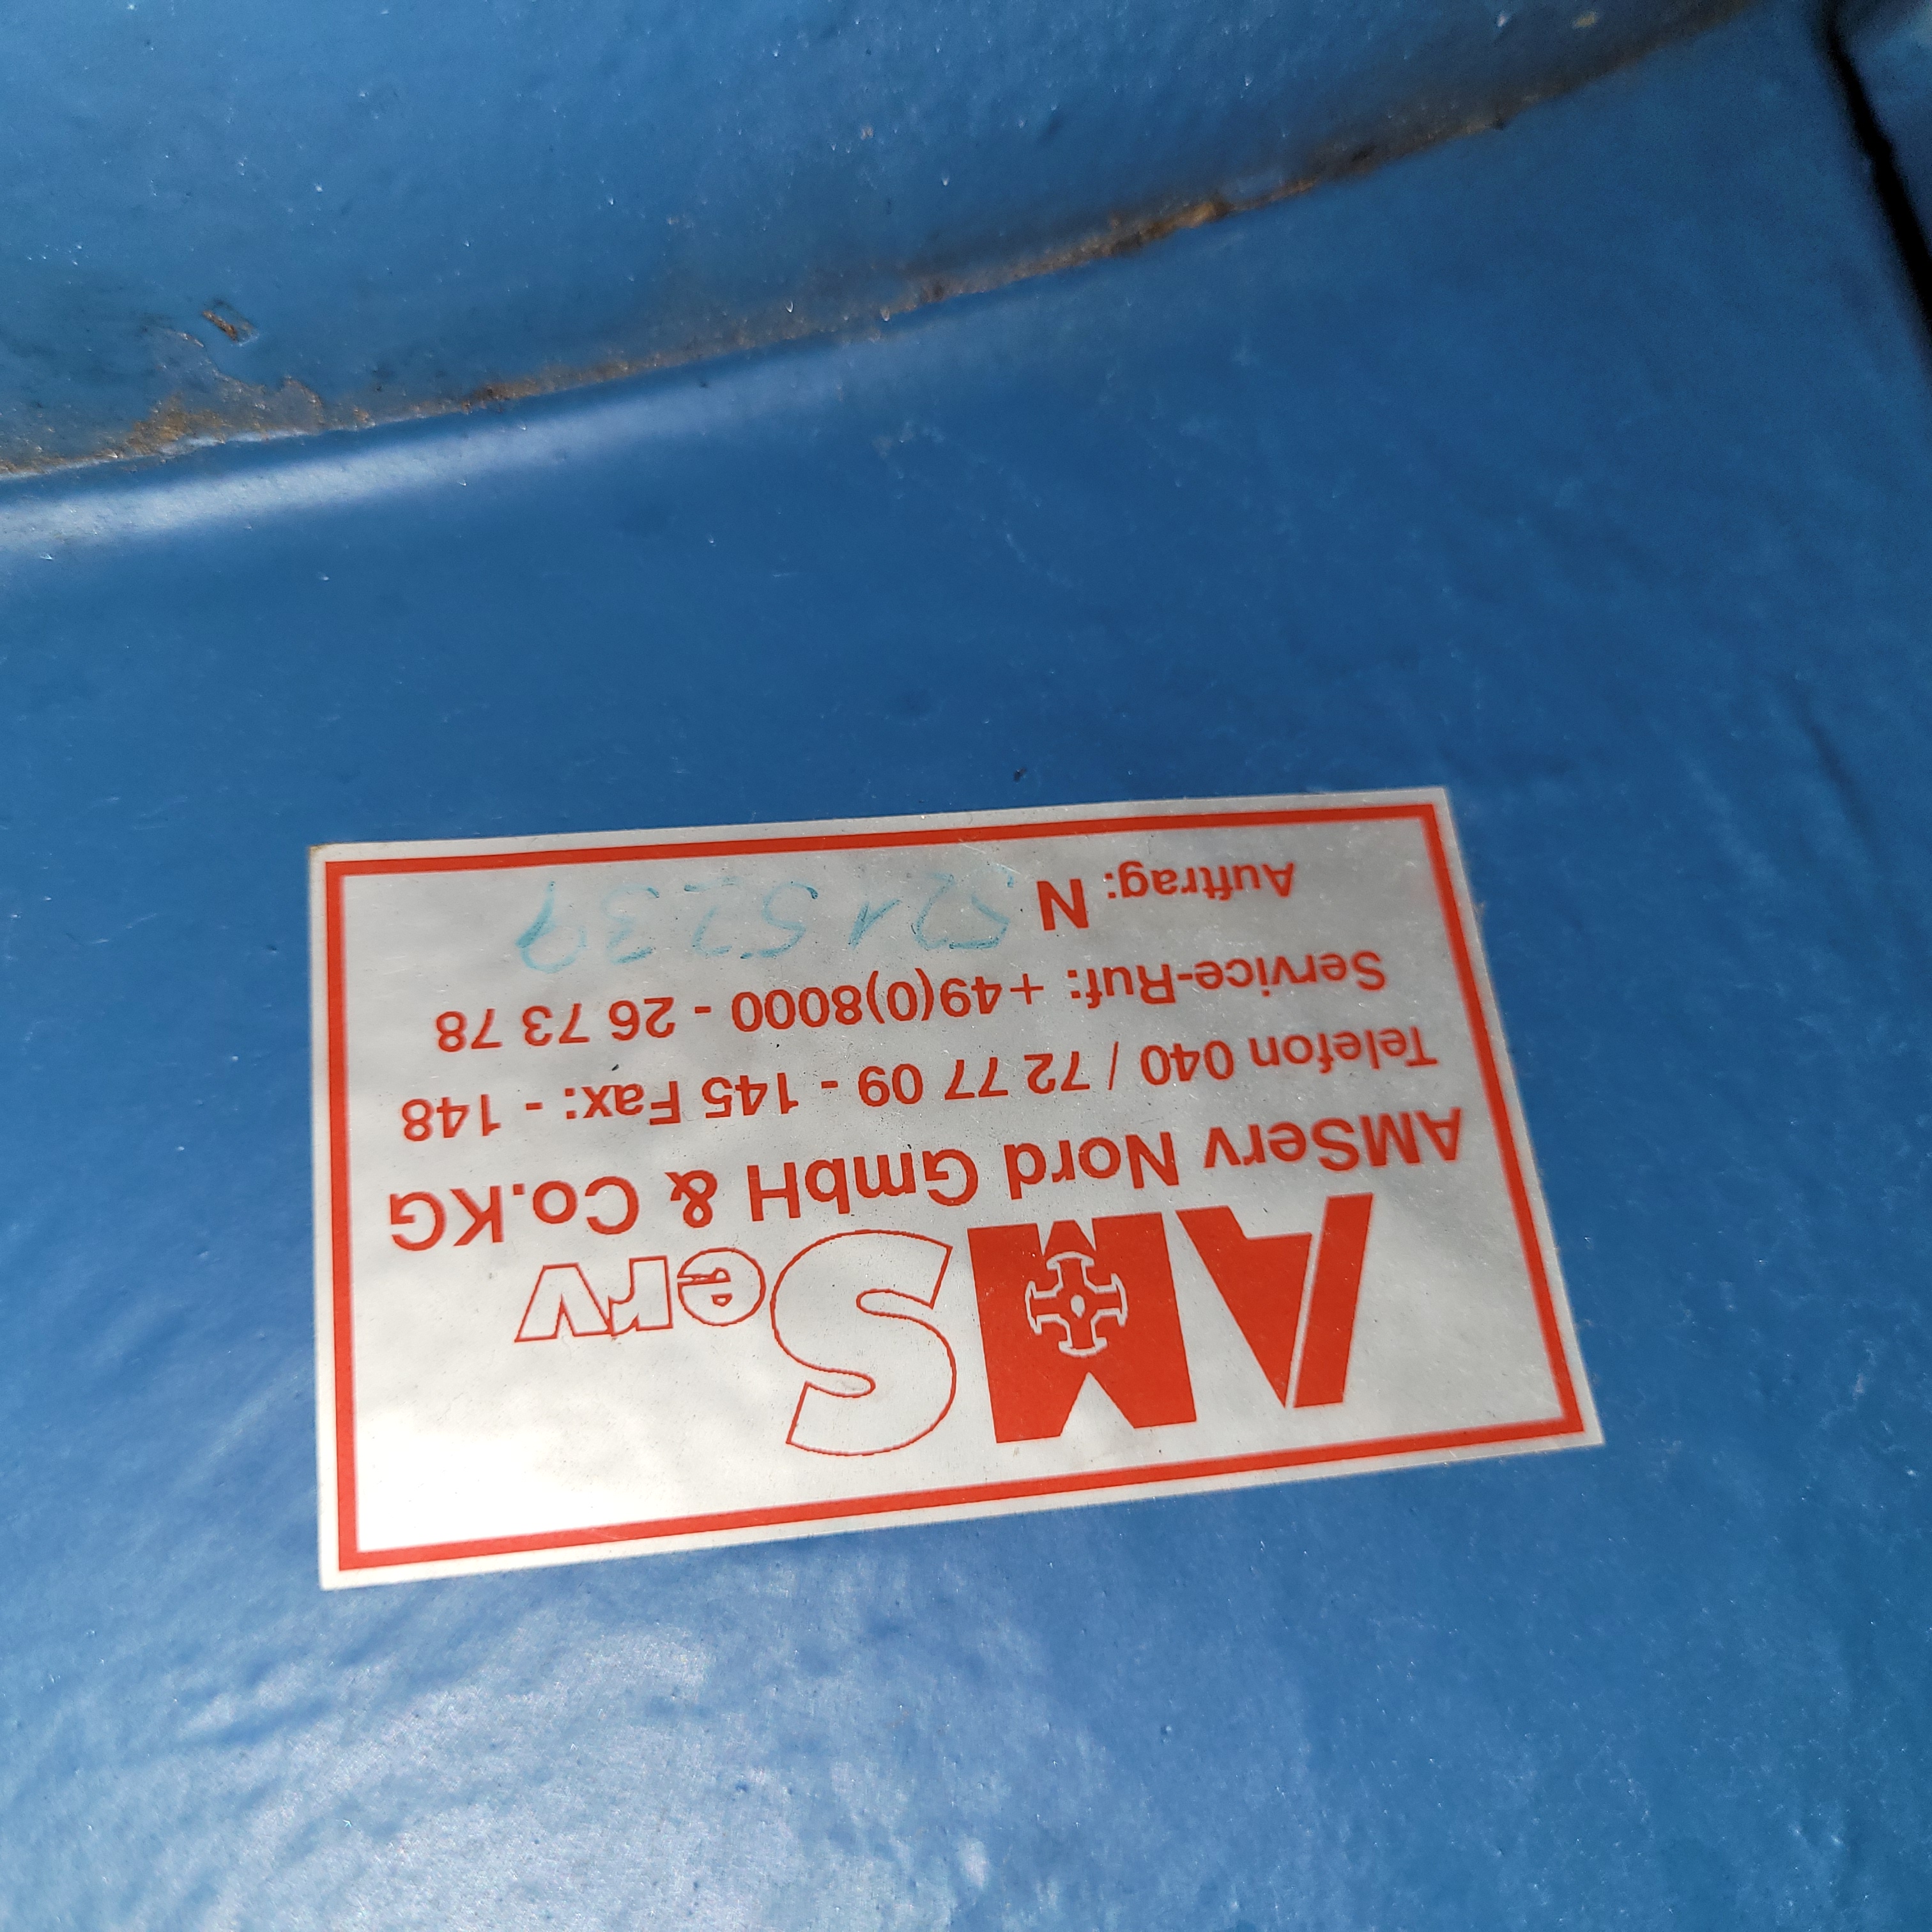 AMServ
AMServ Nord GmbH & Co.KG
Telefon 040 / 72 77 09 - 145 Fax: - 148
Service-Ruf: +49(0)8000 - 26 73 78
Auftrag: N